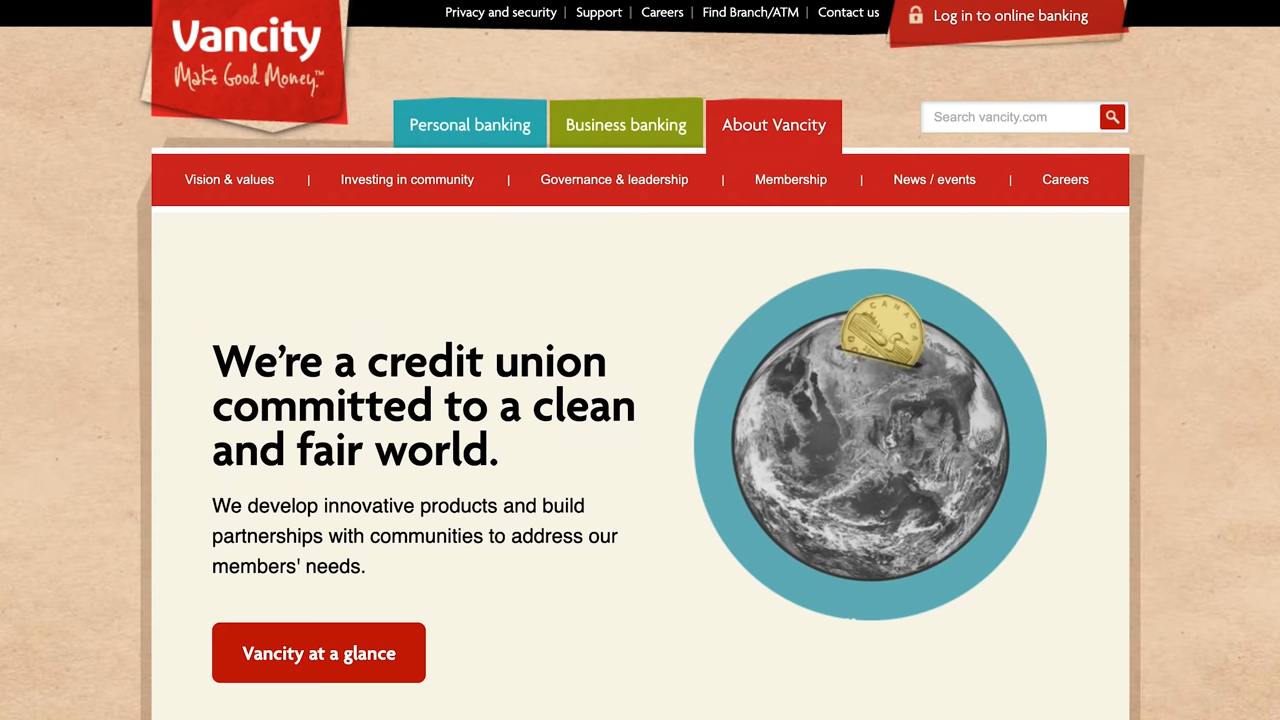 Privacy and security | Support | Careers | Find Branch/ATM | Contact us
Log in to online banking
Vancity
Make Good Money.™
Personal banking
Business banking
About Vancity
Search vancity.com
Vision & values | Investing in community | Governance & leadership | Membership | News / events | Careers
CANADA
We’re a credit union
committed to a clean
and fair world.
We develop innovative products and build
partnerships with communities to address our
members' needs.
Vancity at a glance